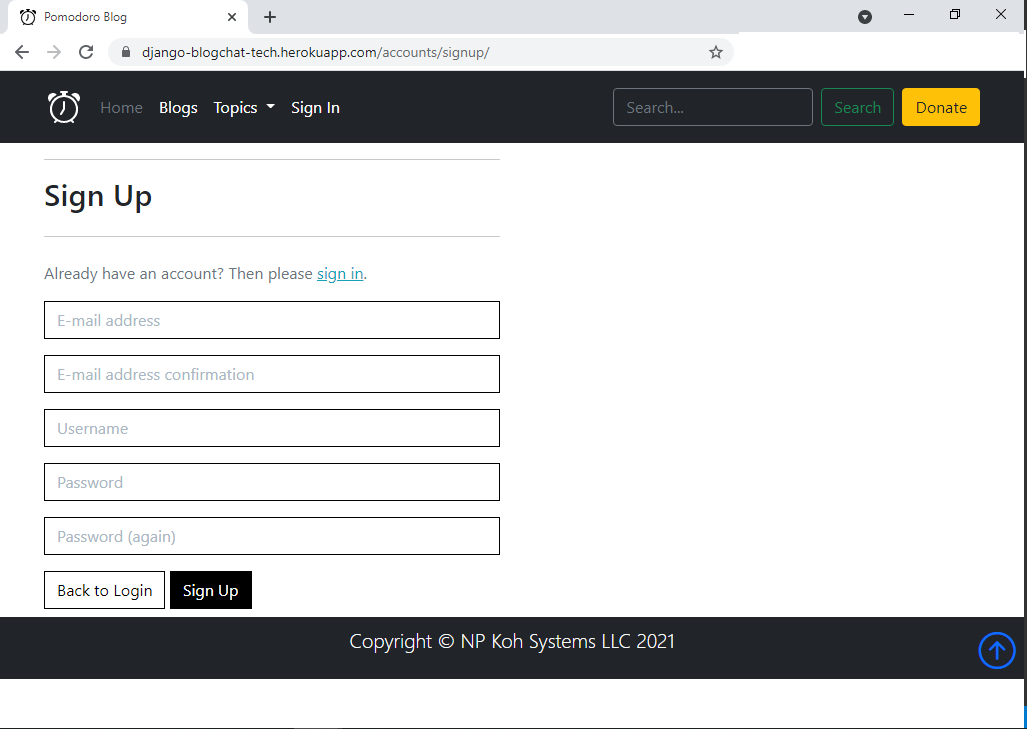 Pomodoro Blog
django-blogchat-tech.herokuapp.com/accounts/signup/
Home Blogs Topics Sign In Search... Search Donate
Sign Up
Already have an account? Then please sign in.
E-mail address
E-mail address confirmation
Username
Password
Password (again)
Back to Login Sign Up
Copyright © NP Koh Systems LLC 2021